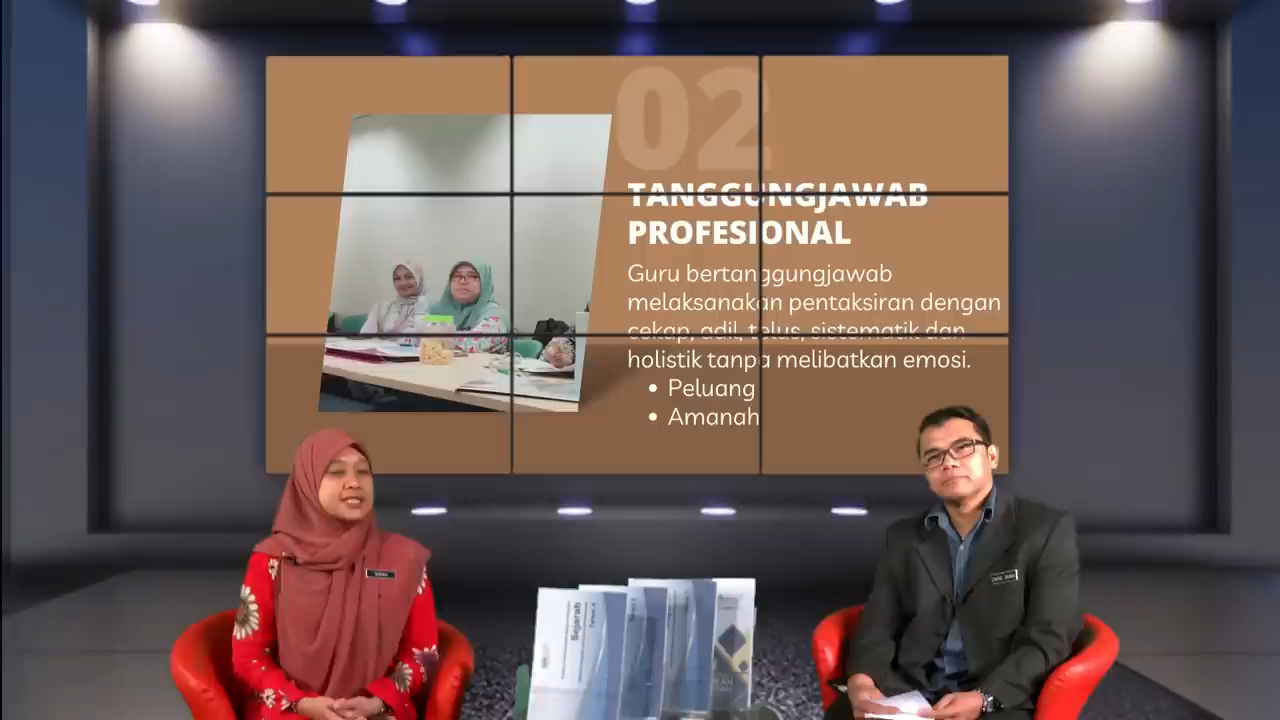 02
TANGGUNGJAWAB
PROFESIONAL
Guru bertanggungjawab
melaksanakan pentaksiran dengan
cekap, adil, telus, sistematik dan
holistik tanpa melibatkan emosi.
• Peluang
• Amanah
Sejarah